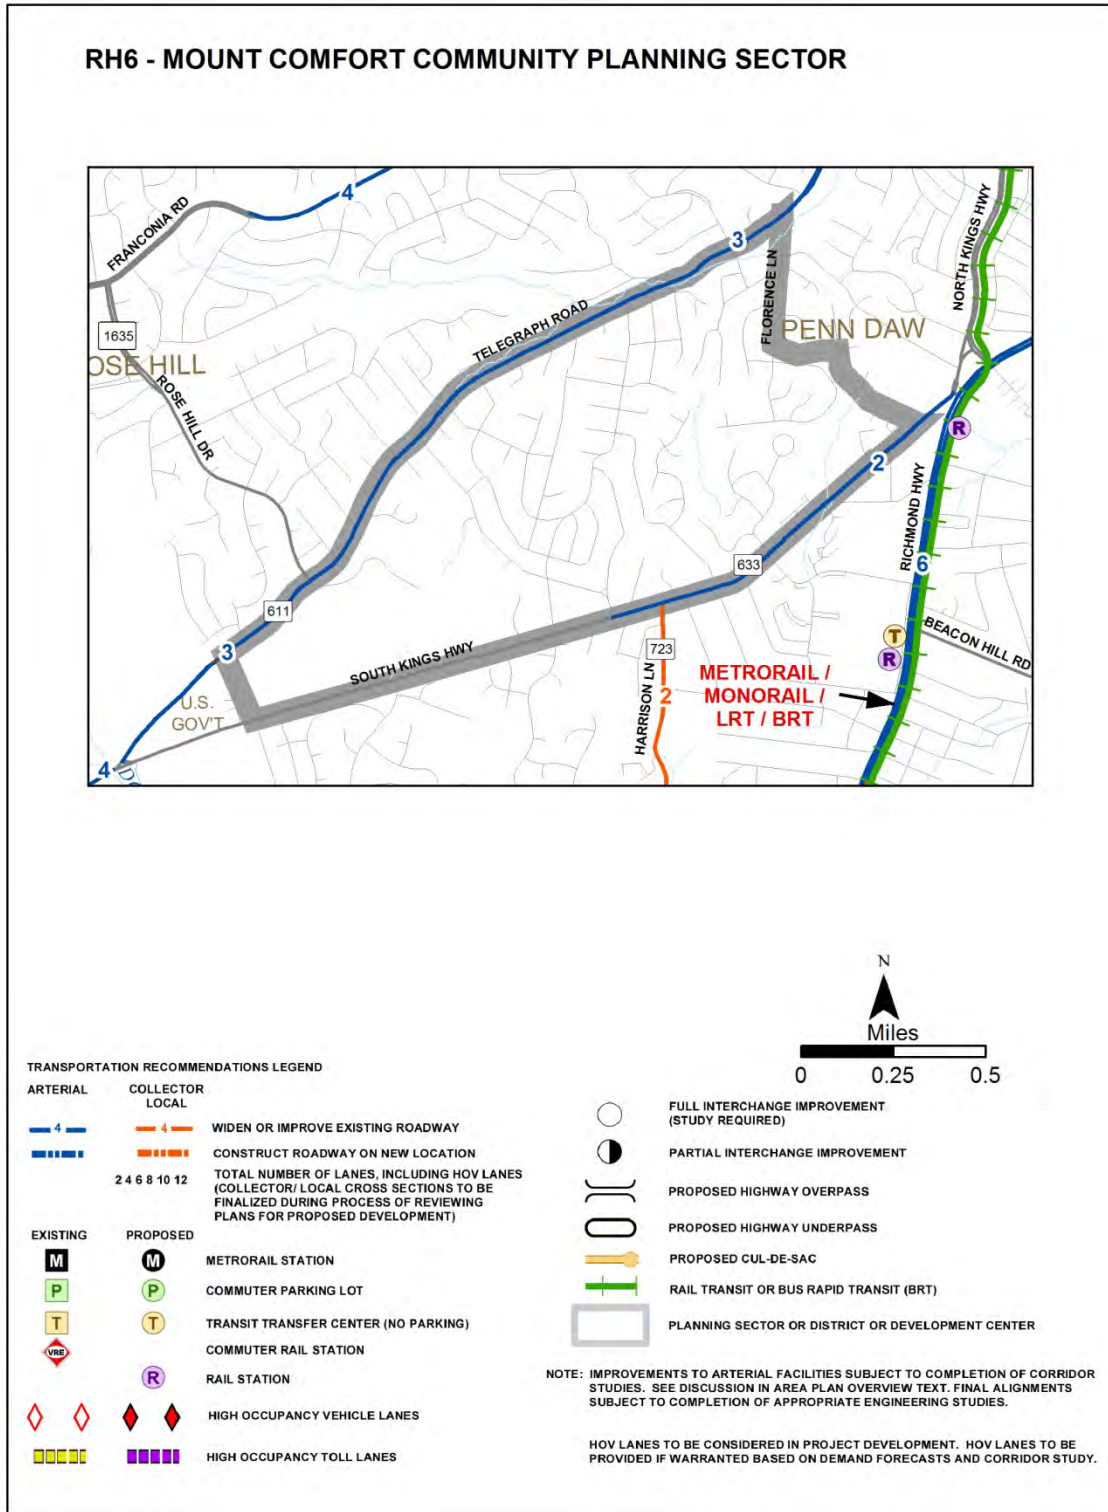 RH6 - MOUNT COMFORT COMMUNITY PLANNING SECTOR
4
FRANCONIA RD
3
NORTH KINGS HWY
FLORENCE LN
1635
TELEGRAPH ROAD
PENN DAW
OSE HILL
ROSE HILL DR
R
2
RICHMOND HWY
6
633
611
T
BEACON HILL RD
3
SOUTH KINGS HWY
723
R
METRORAIL /
MONORAIL /
LRT / BRT
U.S.
GOV'T
HARRISON LN
2
4
N
Miles
0 0.25 0.5
TRANSPORTATION RECOMMENDATIONS LEGEND
ARTERIAL
COLLECTOR
LOCAL
4 4 WIDEN OR IMPROVE EXISTING ROADWAY
CONSTRUCT ROADWAY ON NEW LOCATION
2 4 6 8 10 12 TOTAL NUMBER OF LANES, INCLUDING HOV LANES
(COLLECTOR/ LOCAL CROSS SECTIONS TO BE
FINALIZED DURING PROCESS OF REVIEWING
PLANS FOR PROPOSED DEVELOPMENT)
EXISTING PROPOSED
M M METRORAIL STATION
P P COMMUTER PARKING LOT
T T TRANSIT TRANSFER CENTER (NO PARKING)
VRE COMMUTER RAIL STATION
R RAIL STATION
HIGH OCCUPANCY VEHICLE LANES
HIGH OCCUPANCY TOLL LANES
FULL INTERCHANGE IMPROVEMENT
(STUDY REQUIRED)
PARTIAL INTERCHANGE IMPROVEMENT
PROPOSED HIGHWAY OVERPASS
PROPOSED HIGHWAY UNDERPASS
PROPOSED CUL-DE-SAC
RAIL TRANSIT OR BUS RAPID TRANSIT (BRT)
PLANNING SECTOR OR DISTRICT OR DEVELOPMENT CENTER
NOTE: IMPROVEMENTS TO ARTERIAL FACILITIES SUBJECT TO COMPLETION OF CORRIDOR
STUDIES. SEE DISCUSSION IN AREA PLAN OVERVIEW TEXT. FINAL ALIGNMENTS
SUBJECT TO COMPLETION OF APPROPRIATE ENGINEERING STUDIES.
HOV LANES TO BE CONSIDERED IN PROJECT DEVELOPMENT. HOV LANES TO BE
PROVIDED IF WARRANTED BASED ON DEMAND FORECASTS AND CORRIDOR STUDY.